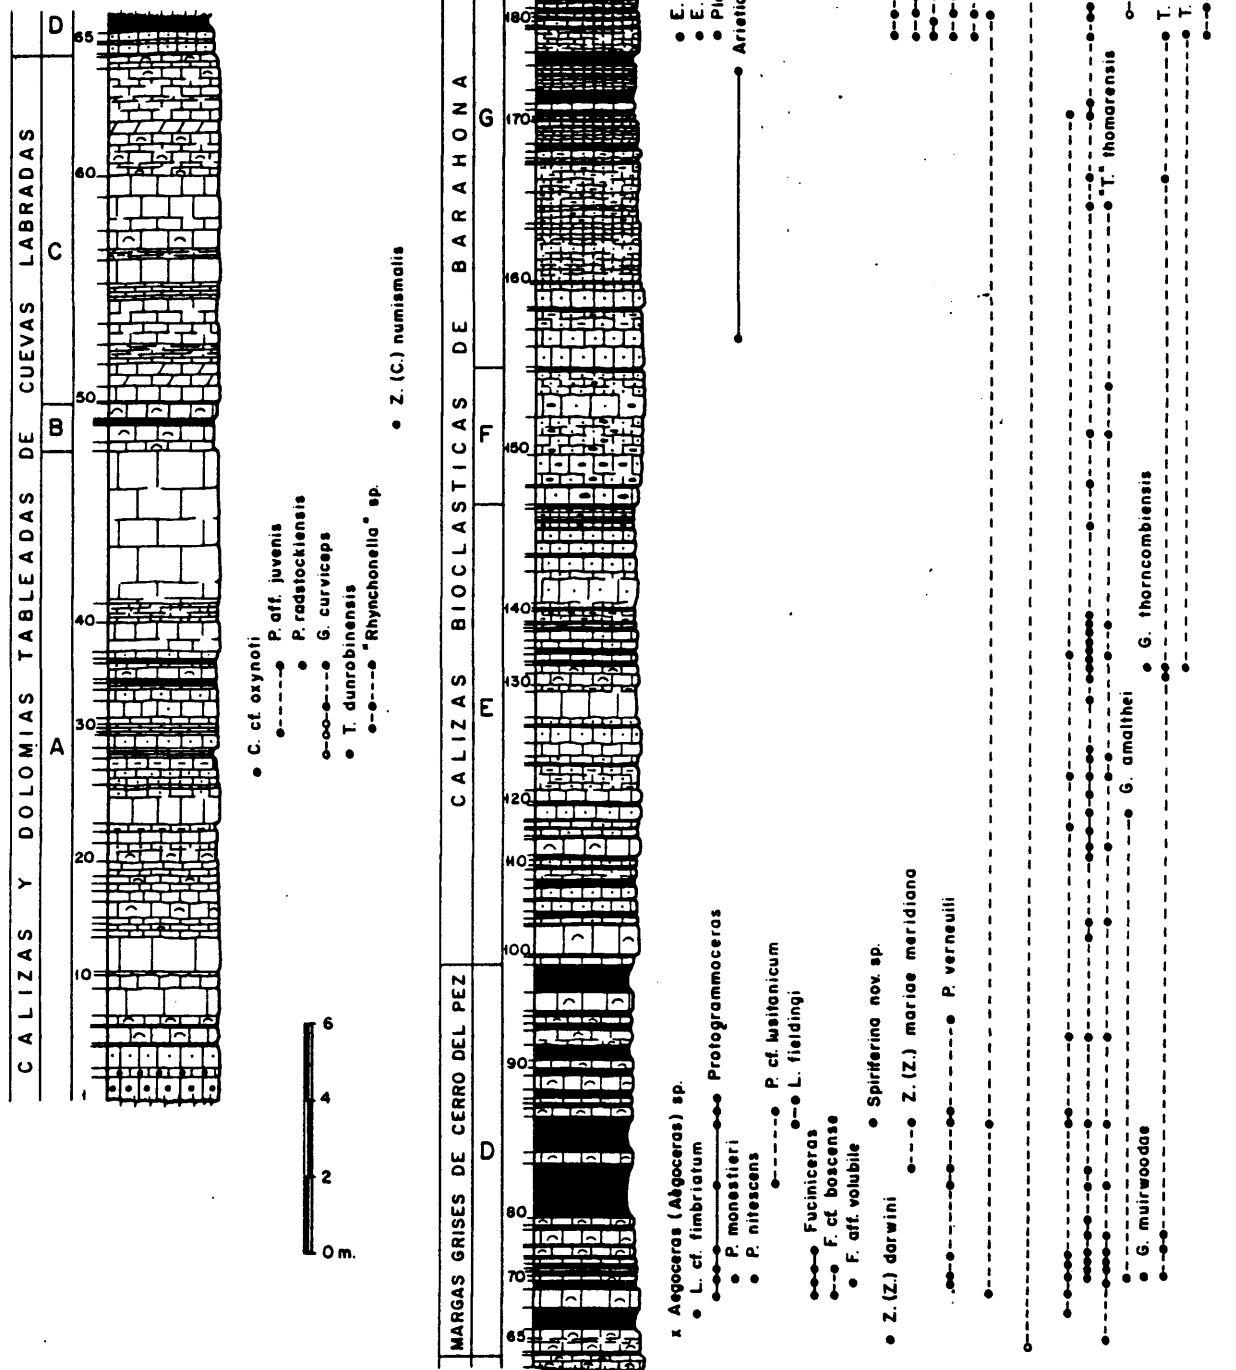 CALIZAS Y DOLOMIAS TABLEADAS DE CUEVAS LABRADAS
D
C
B
A
65
60
50
40
30
20
10
1
C. cf. oxynoti
P. aff. juvenis
P. radstockiensis
G. curviceps
T. dunrobinensis
"Rhynchonella" sp.
Z. (C.) numismalis
6
4
2
0 m.
MARGAS GRISES DE CERRO DEL PEZ
CALIZAS BIOCLASTICAS DE BARAHONA
G
F
E
D
180
170
160
150
140
130
120
110
100
90
80
70
65
x Aegoceras (Aegoceras) sp.
L. cf. fimbriatum
Protogrammoceras
P. monestieri
P. nitescens
P. cf. lusitanicum
L. fieldingi
Fuciniceras
F. cf. boscense
F. aff. volubile
Spiriferina nov. sp.
Z. (Z.) darwini
Z. (Z.) mariae meridiana
P. verneuili
G. amalthei
G. muirwoodae
G. thorncombiensis
"T." thomarensis
E.
E.
T.
T.